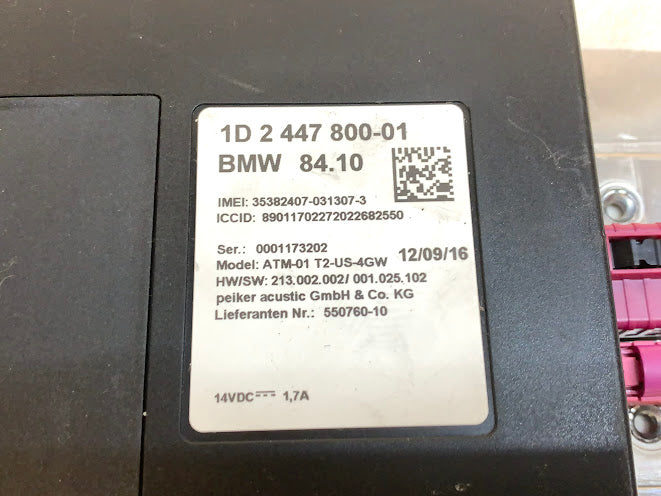 1D 2 447 800-01
BMW 84.10
IMEI: 35382407-031307-3
ICCID: 89011702272022682550
Ser.: 0001173202
12/09/16
Model: ATM-01 T2-US-4GW
HW/SW: 213.002.002/ 001.025.102
peiker acustic GmbH & Co. KG
Lieferanten Nr.: 550760-10
14VDC⎓ 1,7A